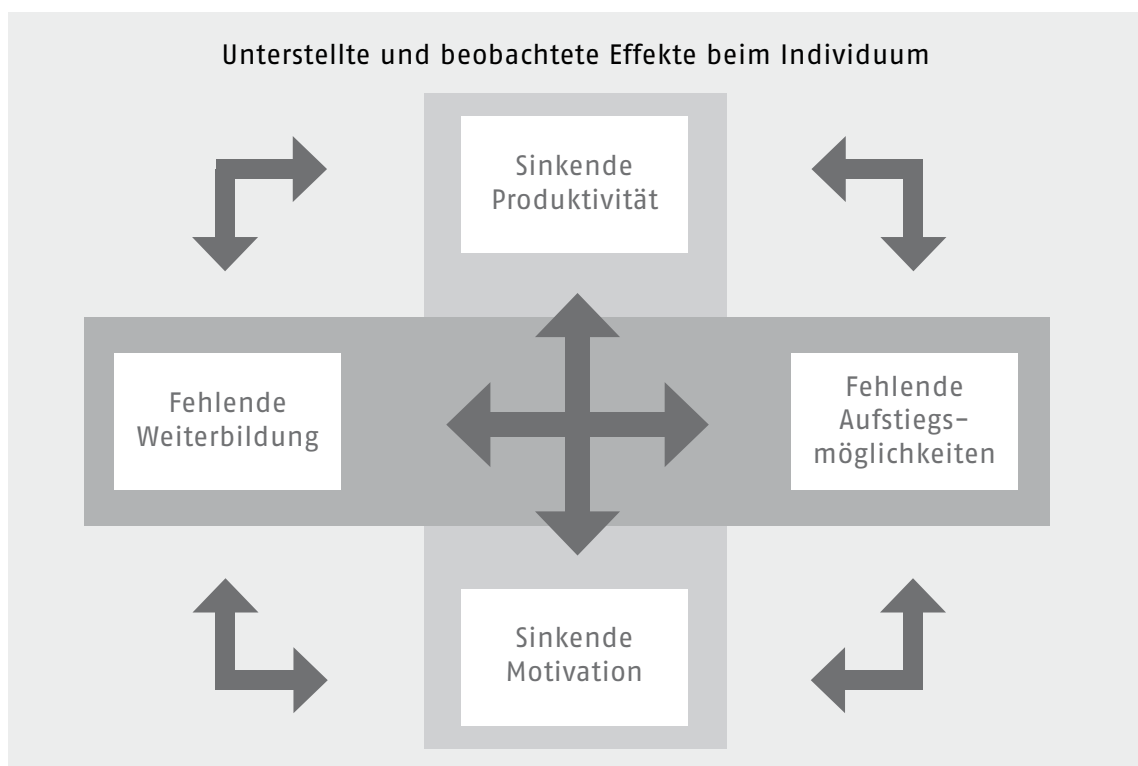 Unterstellte und beobachtete Effekte beim Individuum
Sinkende
Produktivität
Fehlende
Weiterbildung
Fehlende
Aufstiegs-
möglichkeiten
Sinkende
Motivation